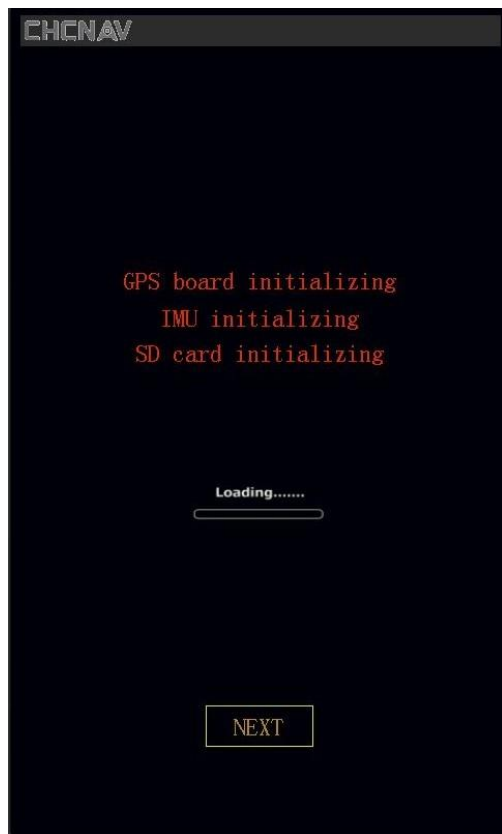 CHCNAV
GPS board initializing
IMU initializing
SD card initializing
Loading.......
NEXT